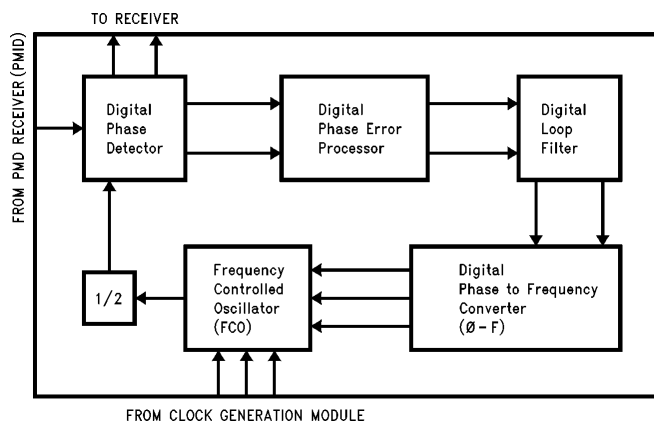 TO RECEIVER
FROM PMD RECEIVER (PMID)
Digital
Phase
Detector
Digital
Phase Error
Processor
Digital
Loop
Filter
1/2
Frequency
Controlled
Oscillator
(FCO)
Digital
Phase to Frequency
Converter
(Ø-F)
FROM CLOCK GENERATION MODULE